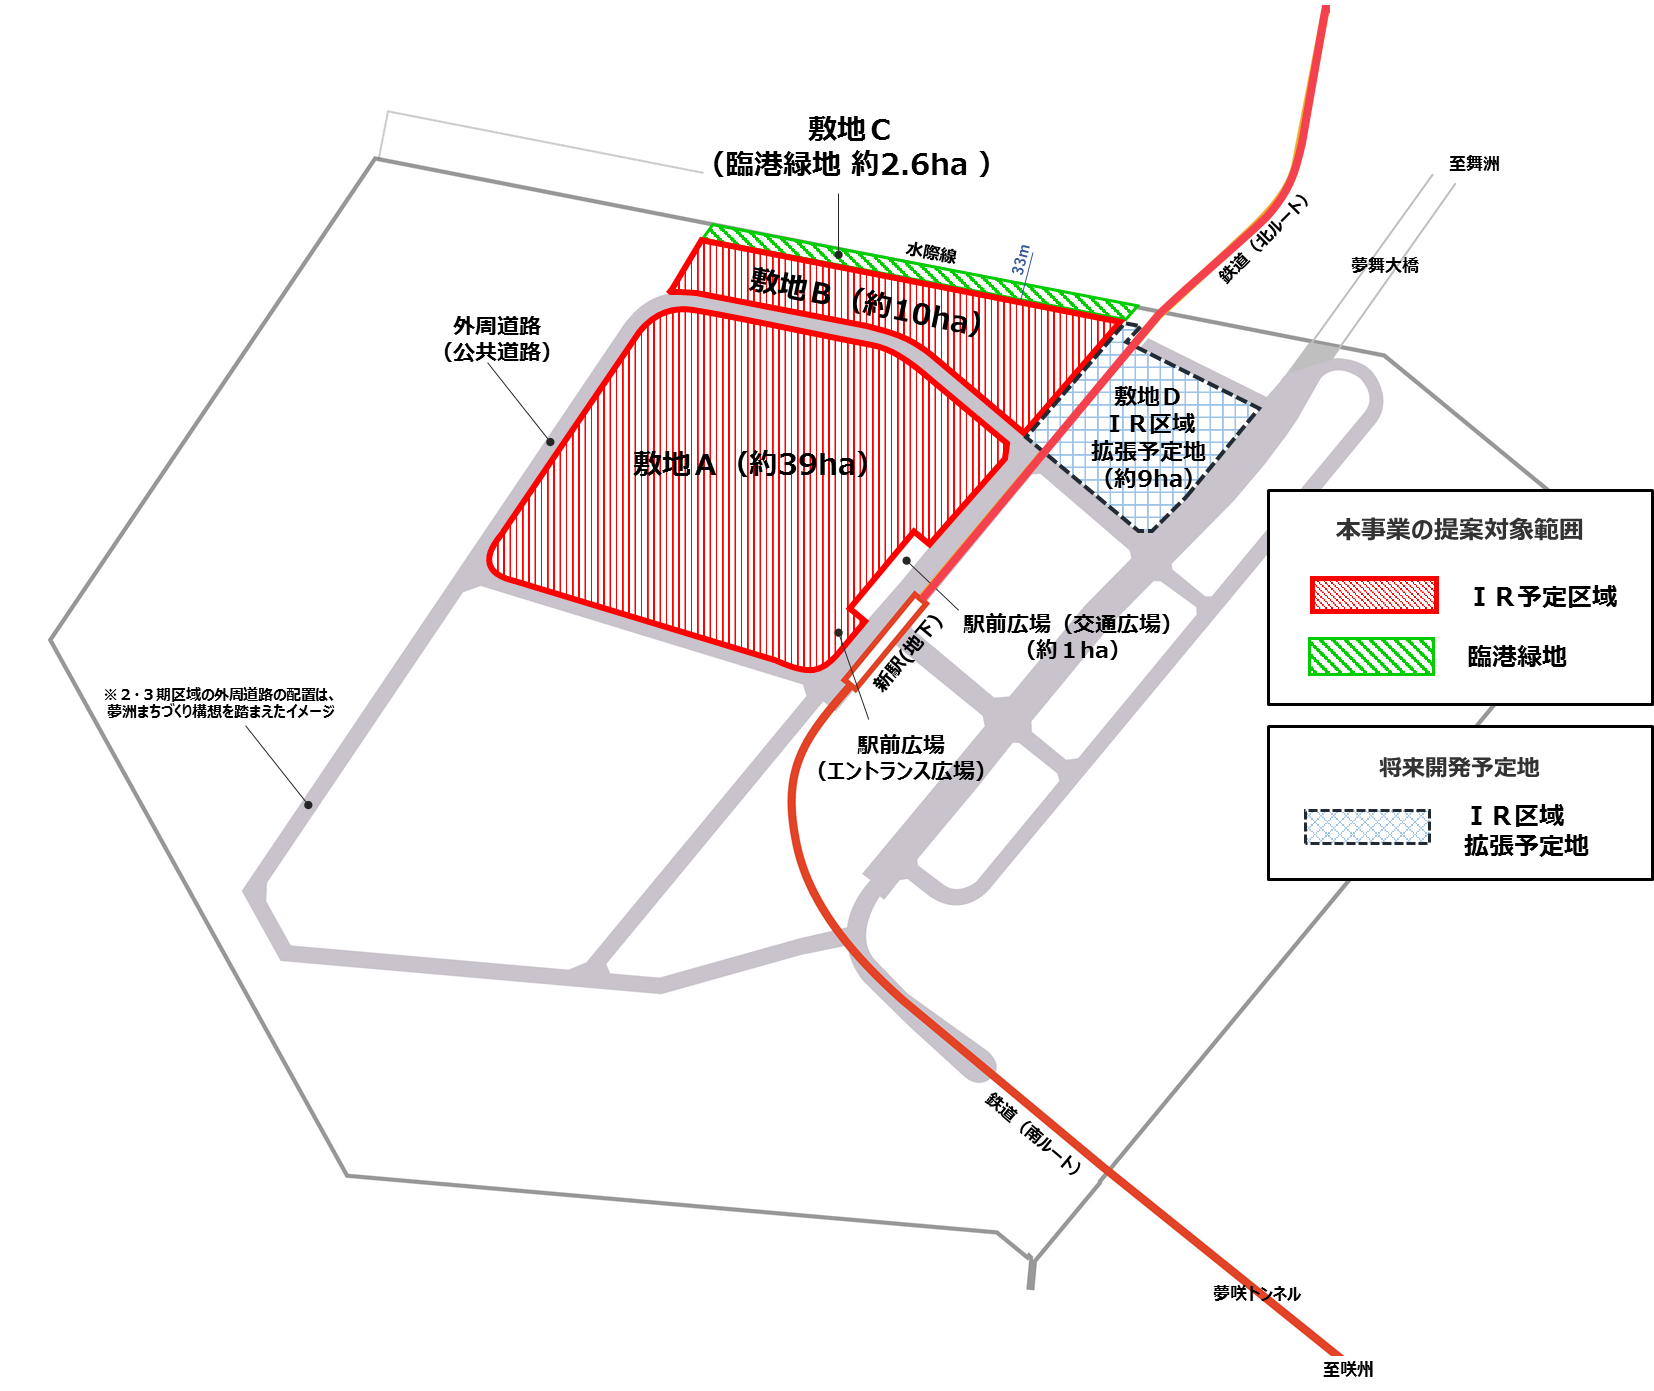 敷地Ｃ
（臨港緑地 約2.6ha ）
至舞洲
鉄道（北ルート）
水際線
33m
夢舞大橋
敷地Ｂ（約10ha）
外周道路
（公共道路）
敷地Ｄ
ＩＲ区域
拡張予定地
（約9ha）
敷地Ａ（約39ha）
本事業の提案対象範囲
ＩＲ予定区域
臨港緑地
駅前広場（交通広場）
（約１ha）
新駅(地下)
※２・３期区域の外周道路の配置は、
夢洲まちづくり構想を踏まえたイメージ
駅前広場
（エントランス広場）
将来開発予定地
ＩＲ区域
拡張予定地
鉄道（南ルート）
夢咲トンネル
至咲州